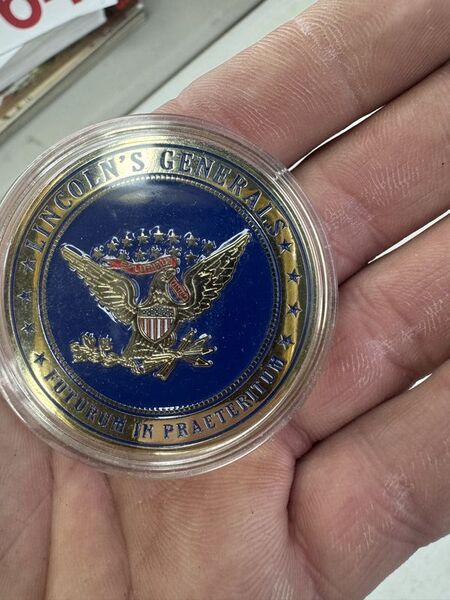 LINCOLN'S GENERALS
FUTURUM IN PRAETERITUM